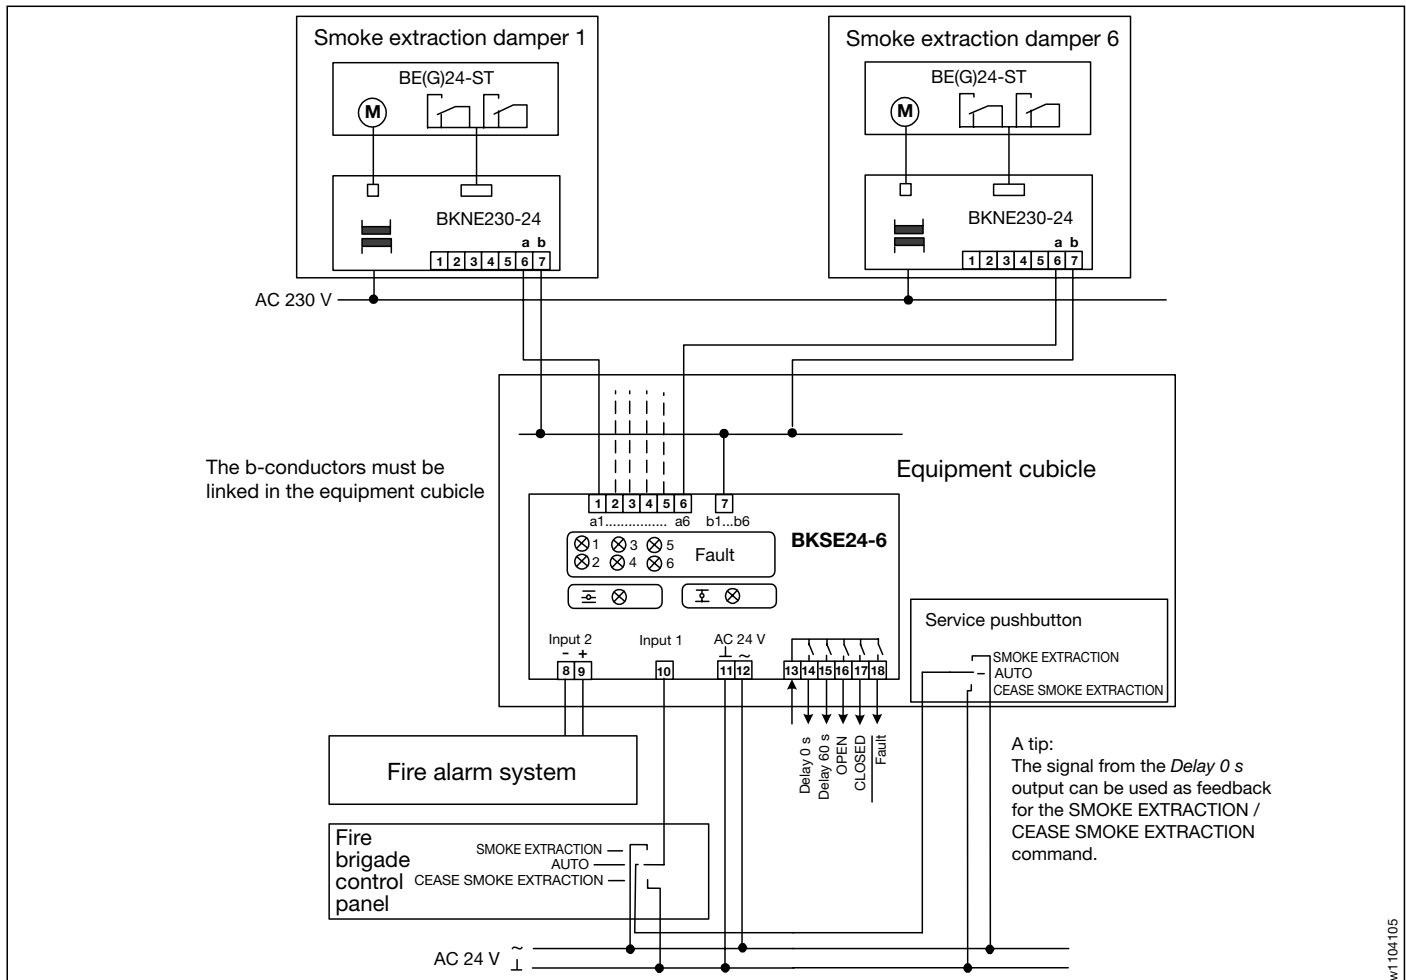 Smoke extraction damper 1
BE(G)24-ST
M
BKNE230-24
a b
1 2 3 4 5 6 7
Smoke extraction damper 6
BE(G)24-ST
M
BKNE230-24
a b
1 2 3 4 5 6 7
AC 230 V
The b-conductors must be
linked in the equipment cubicle
Equipment cubicle
1 2 3 4 5 6 7
a1............... a6 b1...b6
BKSE24-6
1 3 5
2 4 6
Fault
Input 2
- +
8 9
Input 1
10
AC 24 V
⊥ ~
11 12
13 14 15 16 17 18
Delay 0 s
Delay 60 s
OPEN
CLOSED
Fault
Service pushbutton
SMOKE EXTRACTION
AUTO
CEASE SMOKE EXTRACTION
Fire alarm system
Fire
brigade
control
panel
SMOKE EXTRACTION
AUTO
CEASE SMOKE EXTRACTION
A tip:
The signal from the Delay 0 s
output can be used as feedback
for the SMOKE EXTRACTION /
CEASE SMOKE EXTRACTION
command.
AC 24 V ~ ⊥
w1104105